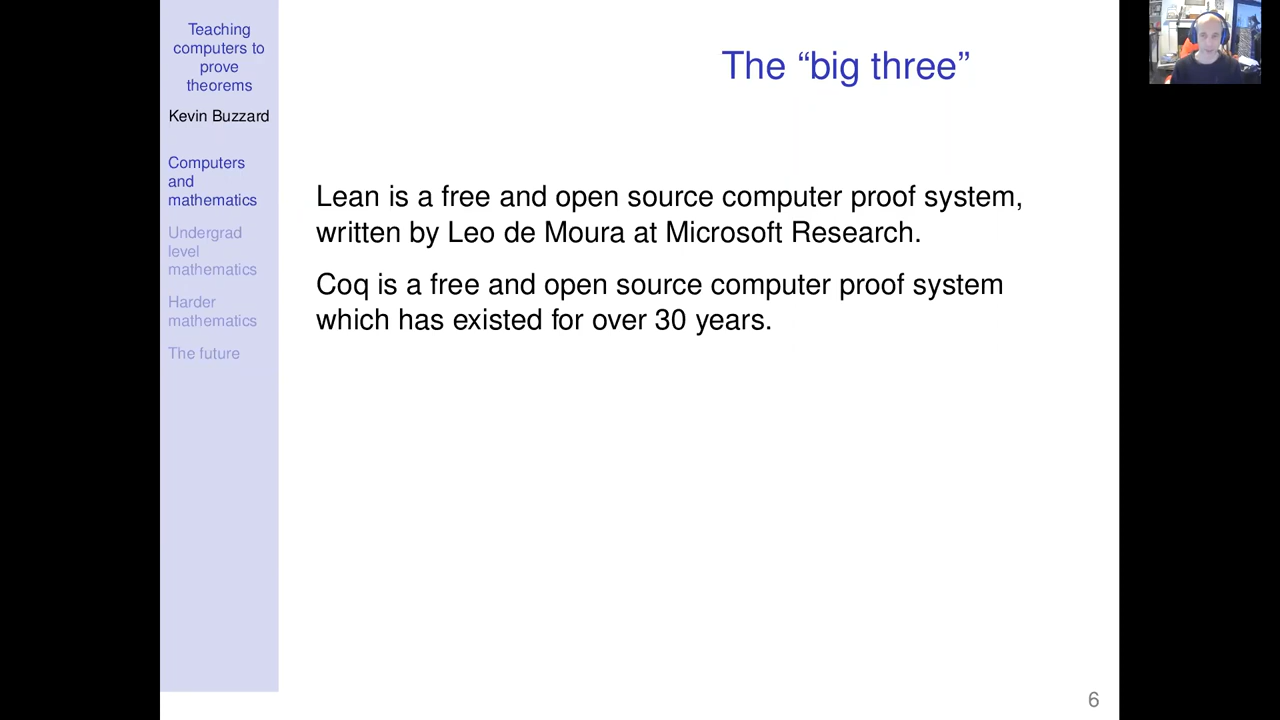 Teaching
computers to
prove
theorems
Kevin Buzzard
Computers
and
mathematics
Undergrad
level
mathematics
Harder
mathematics
The future
The “big three”
Lean is a free and open source computer proof system,
written by Leo de Moura at Microsoft Research.
Coq is a free and open source computer proof system
which has existed for over 30 years.
6